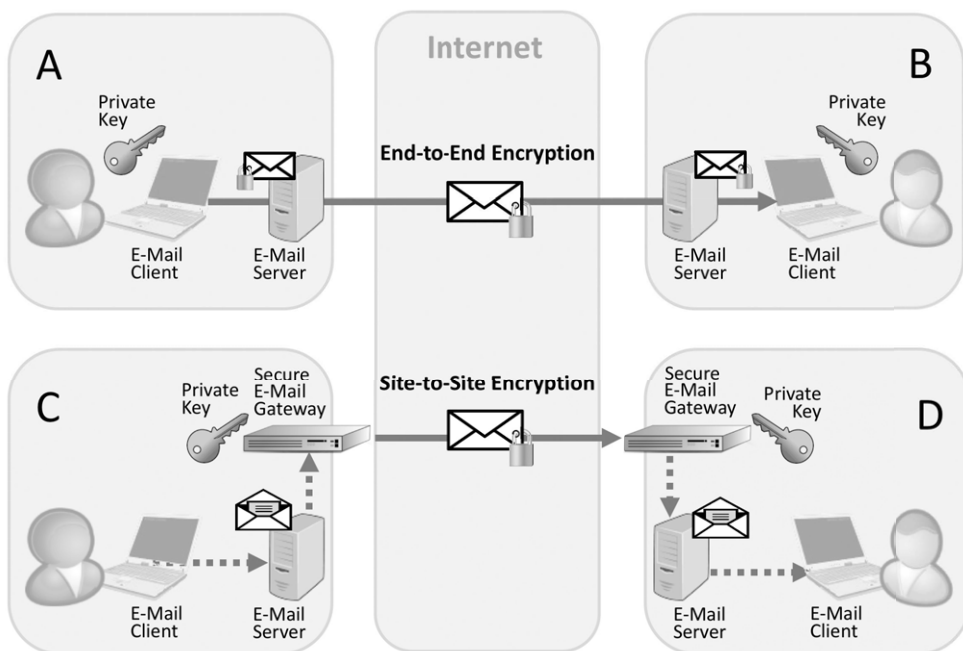 Internet
A
Private
Key
E-Mail
Client
E-Mail
Server
End-to-End Encryption
B
Private
Key
E-Mail
Server
E-Mail
Client
C
Private
Key
Secure
E-Mail
Gateway
E-Mail
Client
E-Mail
Server
Site-to-Site Encryption
Secure
E-Mail
Gateway
Private
Key
D
E-Mail
Server
E-Mail
Client